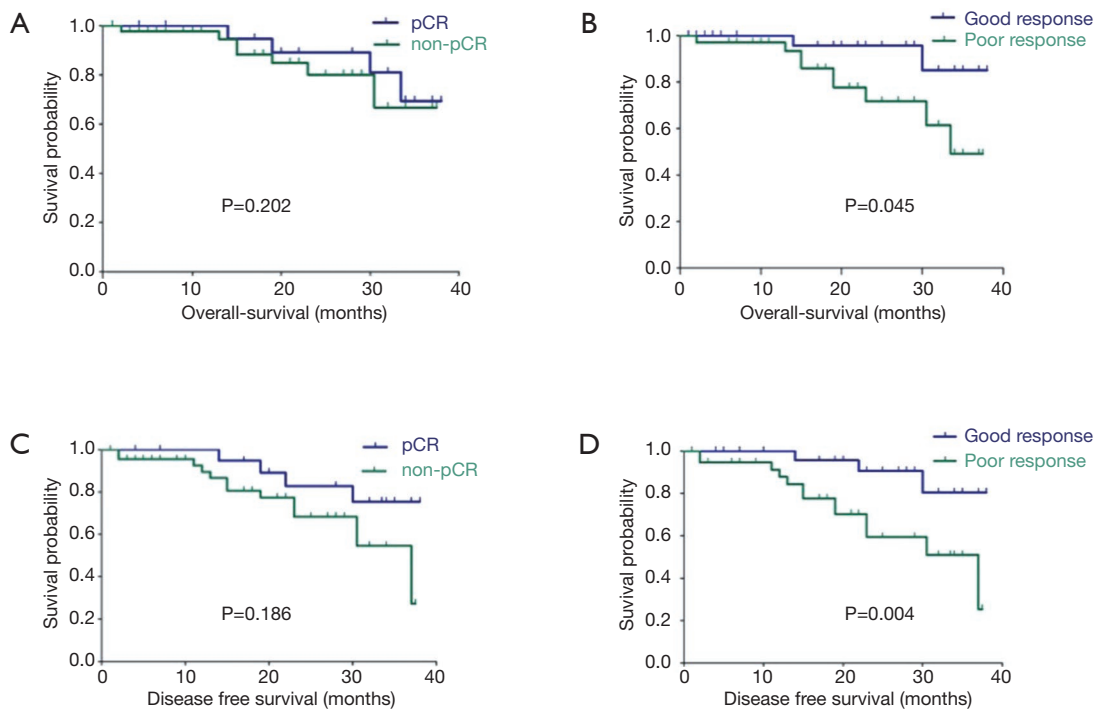 A
pCR
non-pCR
1.0
0.8
0.6
0.4
0.2
0.0
Suvival probability
P=0.202
0 10 20 30 40
Overall-survival (months)
B
Good response
Poor response
1.0
0.8
0.6
0.4
0.2
0.0
Suvival probability
P=0.045
0 10 20 30 40
Overall-survival (months)
C
pCR
non-pCR
1.0
0.8
0.6
0.4
0.2
0.0
Suvival probability
P=0.186
0 10 20 30 40
Disease free survival (months)
D
Good response
Poor response
1.0
0.8
0.6
0.4
0.2
0.0
Suvival probability
P=0.004
0 10 20 30 40
Disease free survival (months)